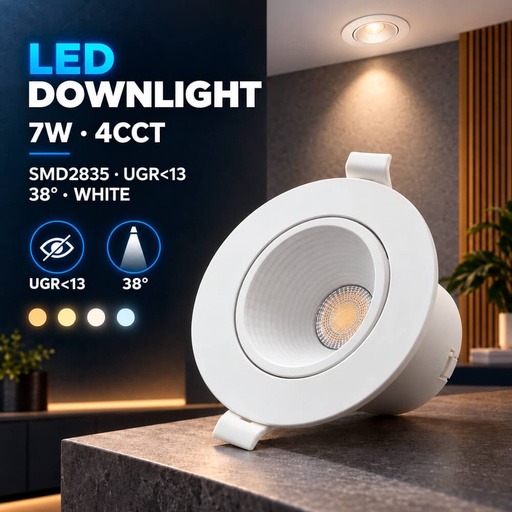 LED
DOWNLIGHT
7W · 4CCT
SMD2835 · UGR<13
38° · WHITE
UGR<13
38°